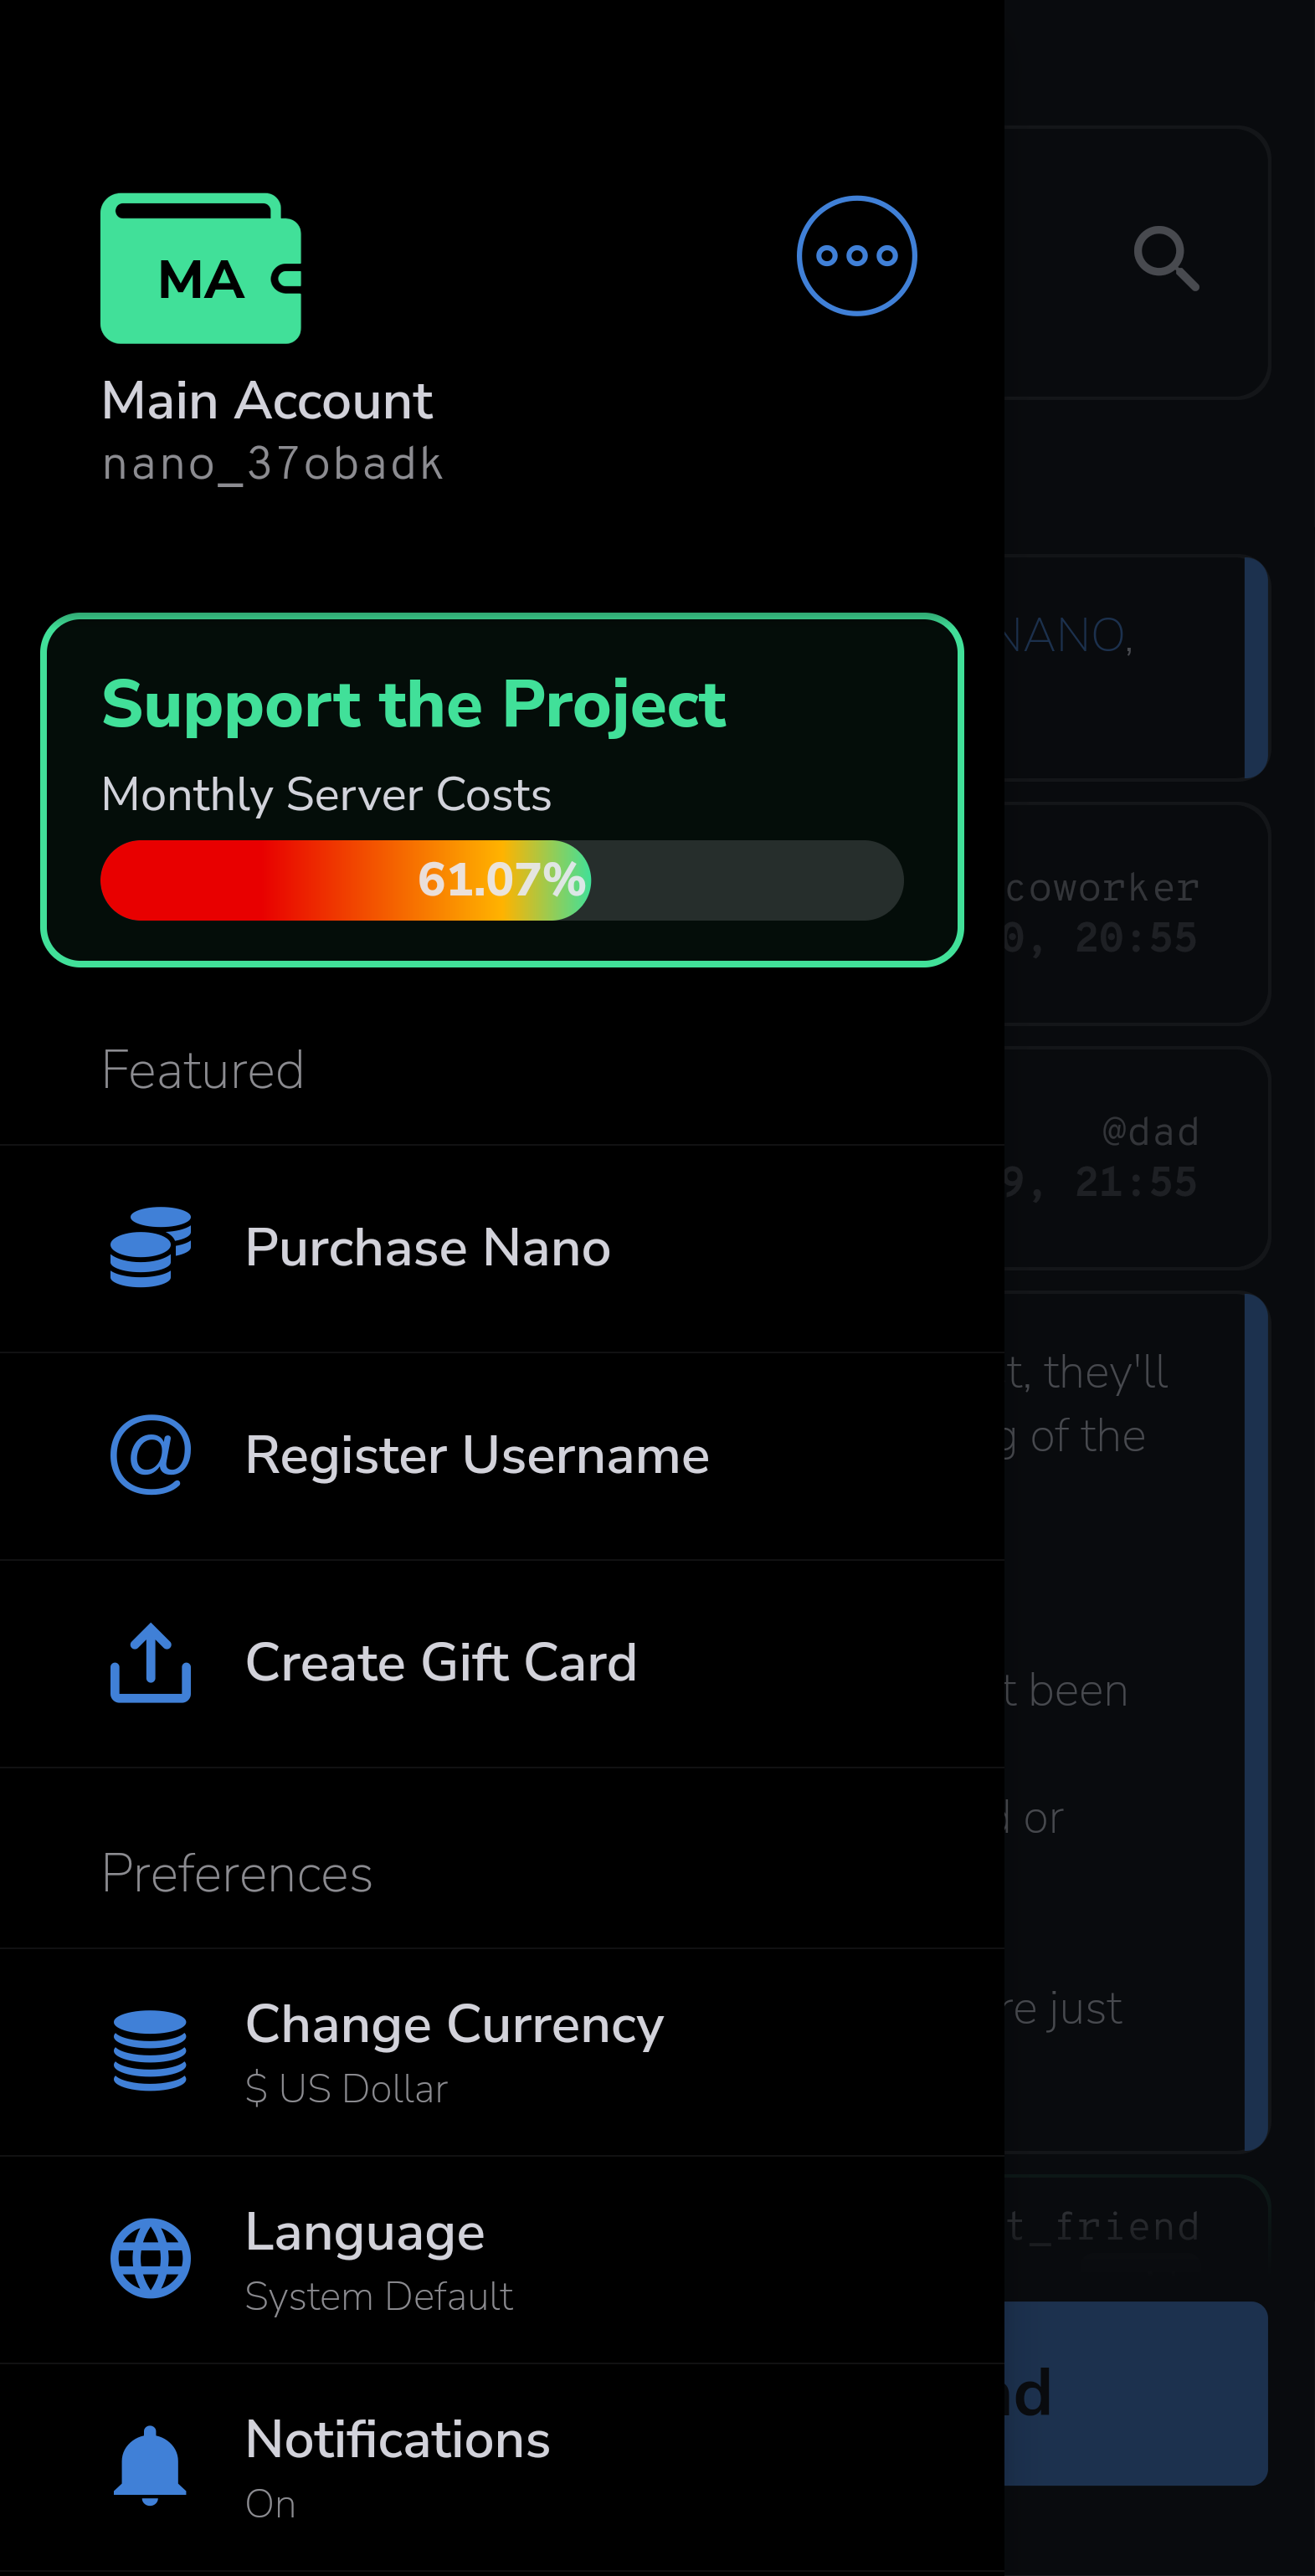 MA
Main Account
nano_37obadk
Support the Project
Monthly Server Costs
61.07%
Featured
Purchase Nano
@ Register Username
Create Gift Card
Preferences
Change Currency
$ US Dollar
Language
System Default
Notifications
On
NANO,
coworker
0, 20:55
@dad
9, 21:55
t, they'll
g of the
t been
d or
re just
t_friend
nd